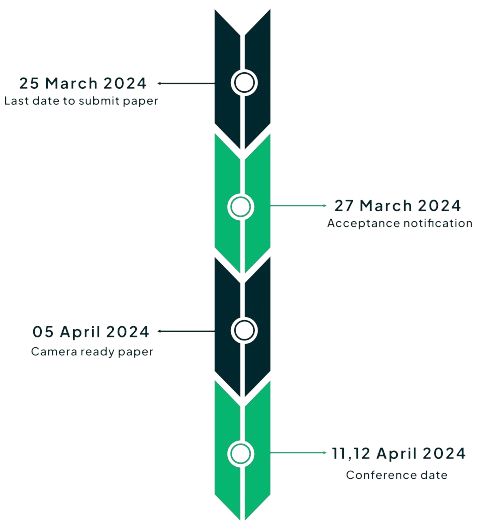 25 March 2024
Last date to submit paper
27 March 2024
Acceptance notification
05 April 2024
Camera ready paper
11,12 April 2024
Conference date